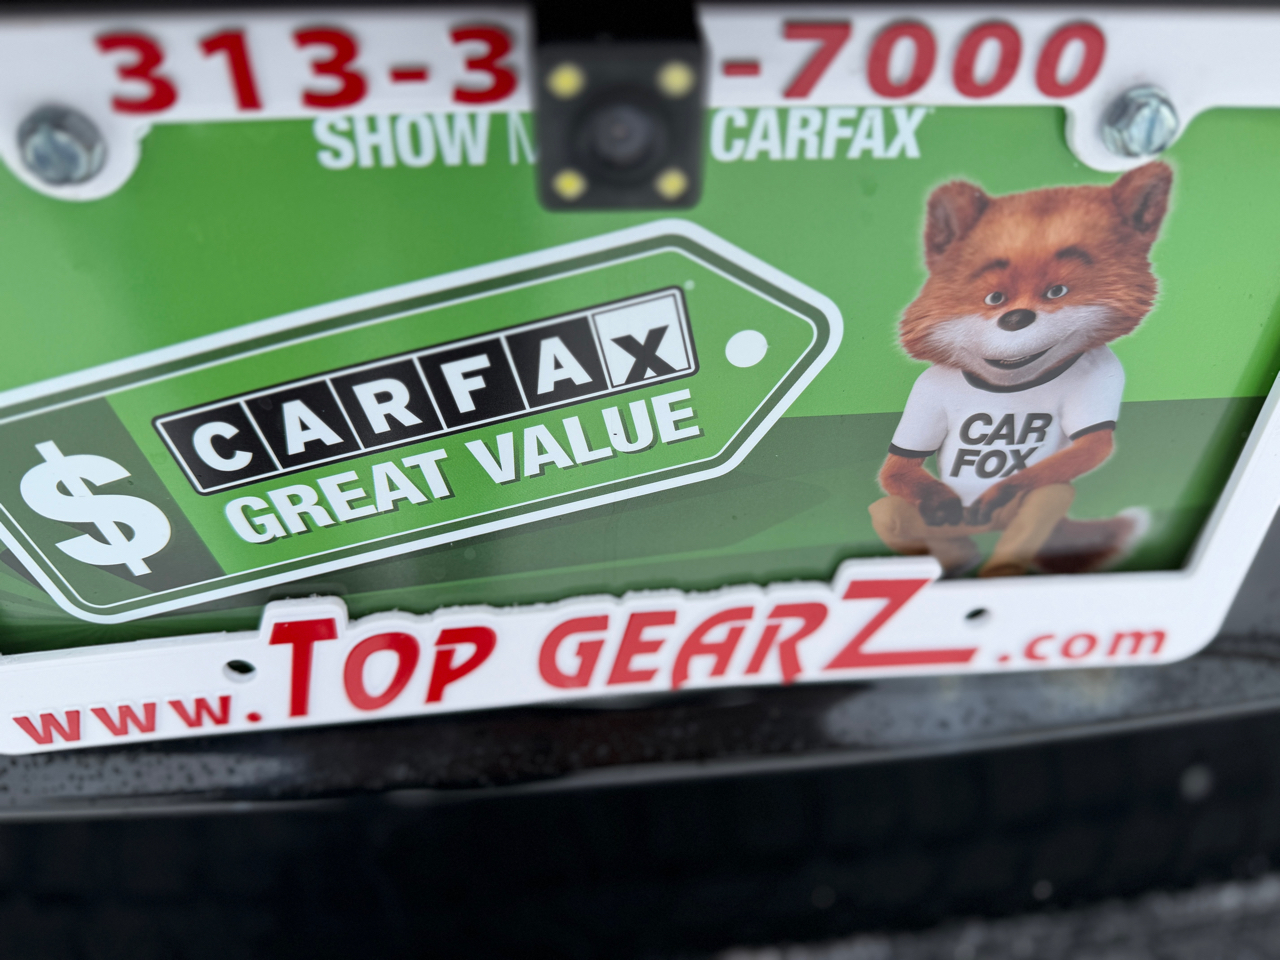 313-3 -7000
SHOW CARFAX
CARFAX
$ GREAT VALUE
CAR
FOX
www.TOP GEARZ.com